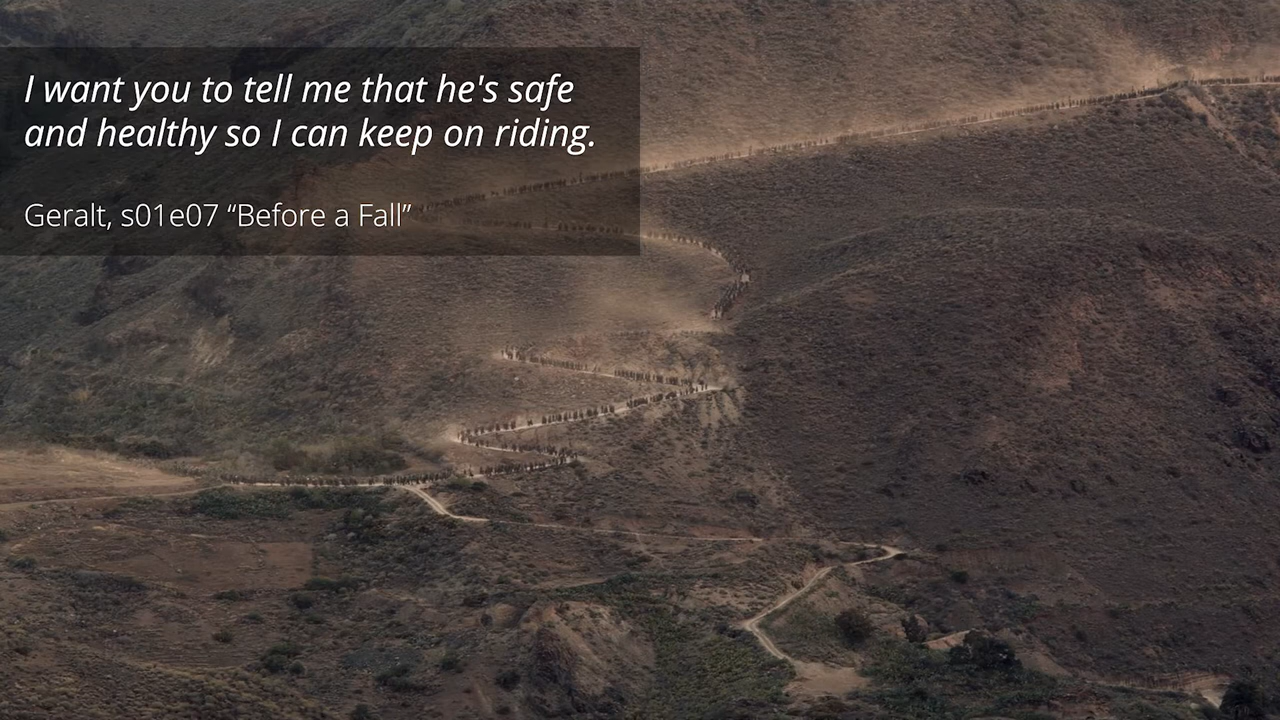 I want you to tell me that he's safe
and healthy so I can keep on riding.
Geralt, s01e07 “Before a Fall”